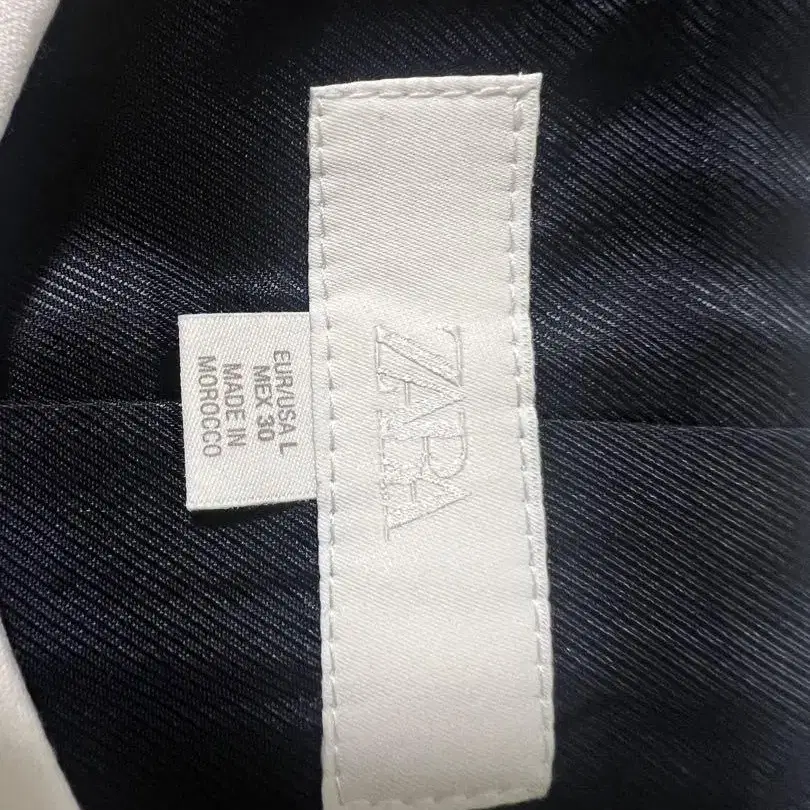 ZARA
EUR/USA L
MEX 30
MADE IN
MOROCCO